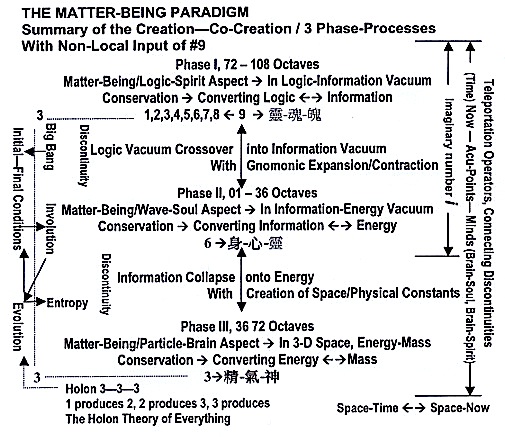 THE MATTER-BEING PARADIGM
Summary of the Creation—Co-Creation / 3 Phase-Processes
With Non-Local Input of #9
Phase I, 72 – 108 Octaves
Matter-Being/Logic-Spirit Aspect → In Logic-Information Vacuum
Conservation → Converting Logic ←→ Information
3
1,2,3,4,5,6,7,8 ← 9 → 靈-魂-魄
Logic Vacuum Crossover into Information Vacuum
With Gnomonic Expansion/Contraction
Phase II, 01 – 36 Octaves
Matter-Being/Wave-Soul Aspect → In Information-Energy Vacuum
Conservation → Converting Information ←→ Energy
6 → 身-心-靈
Information Collapse onto Energy
With Creation of Space/Physical Constants
Phase III, 36 72 Octaves
Matter-Being/Particle-Brain Aspect → In 3-D Space, Energy-Mass
Conservation → Converting Energy ←→ Mass
3
3→精-氣-神
Holon 3—3—3
1 produces 2, 2 produces 3, 3 produces
The Holon Theory of Everything
Space-Time ←→ Space-Now
Initial—Final Conditions
Big Bang
Discontinuity
Involution
Discontinuity
Entropy
Evolution
Imaginary number i
(Time) Now — Acu-Points— Minds (Brain-Soul, Brain-Spirit)
Teleportation Operators, Connecting Discontinuities